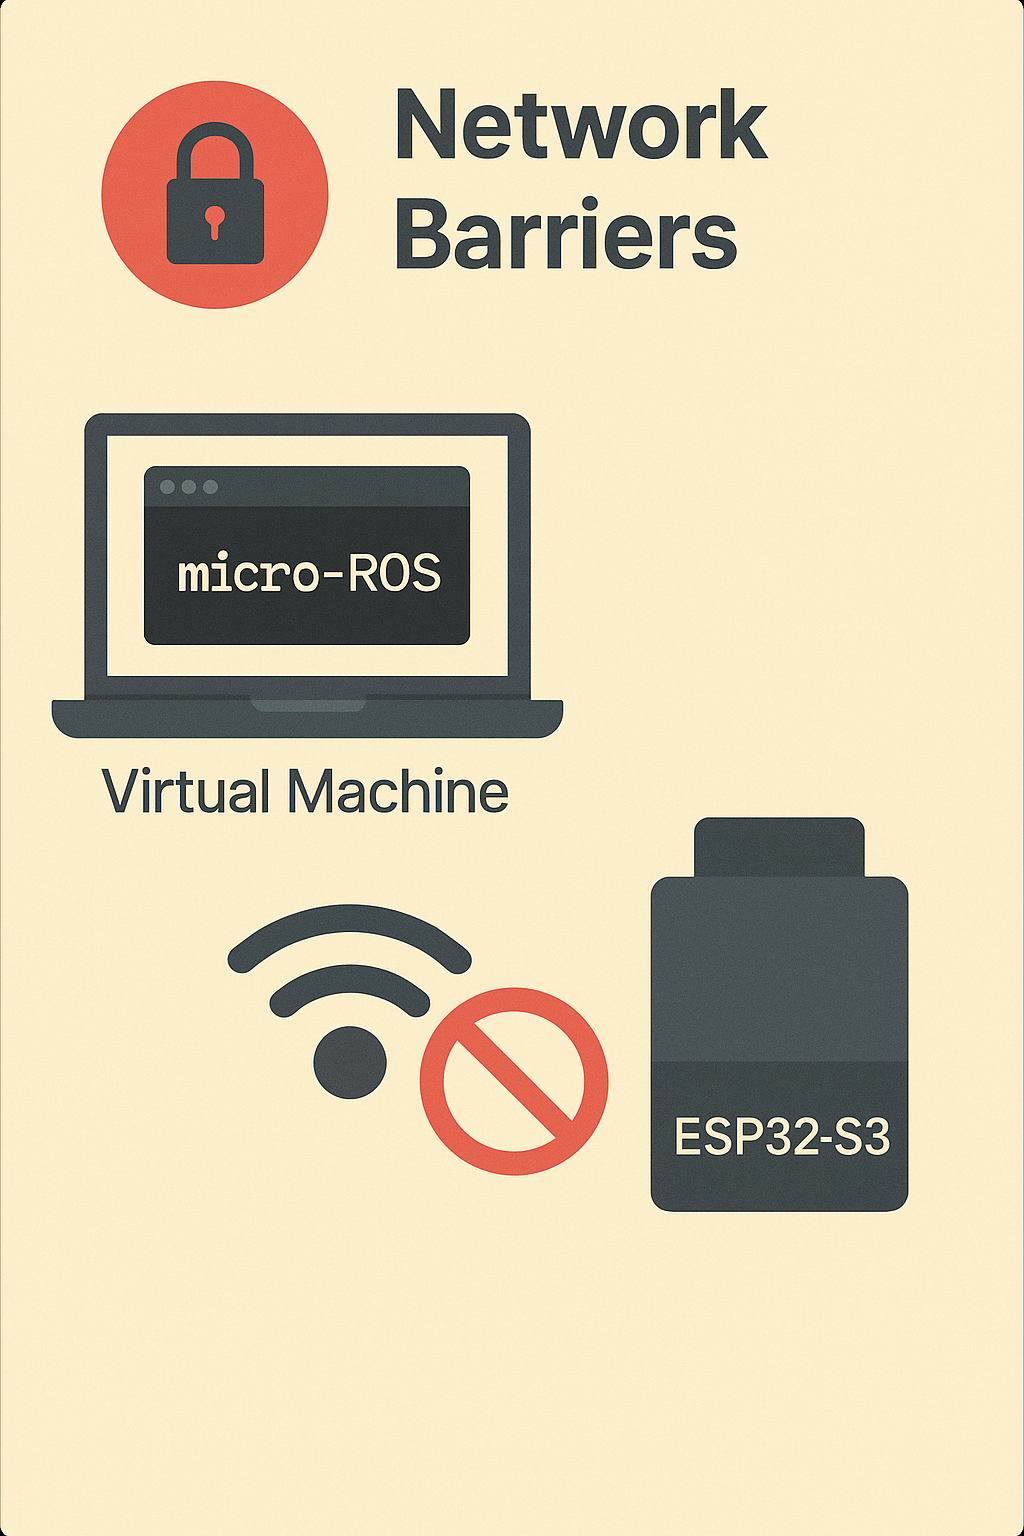 Network
Barriers
micro-ROS
Virtual Machine
ESP32-S3